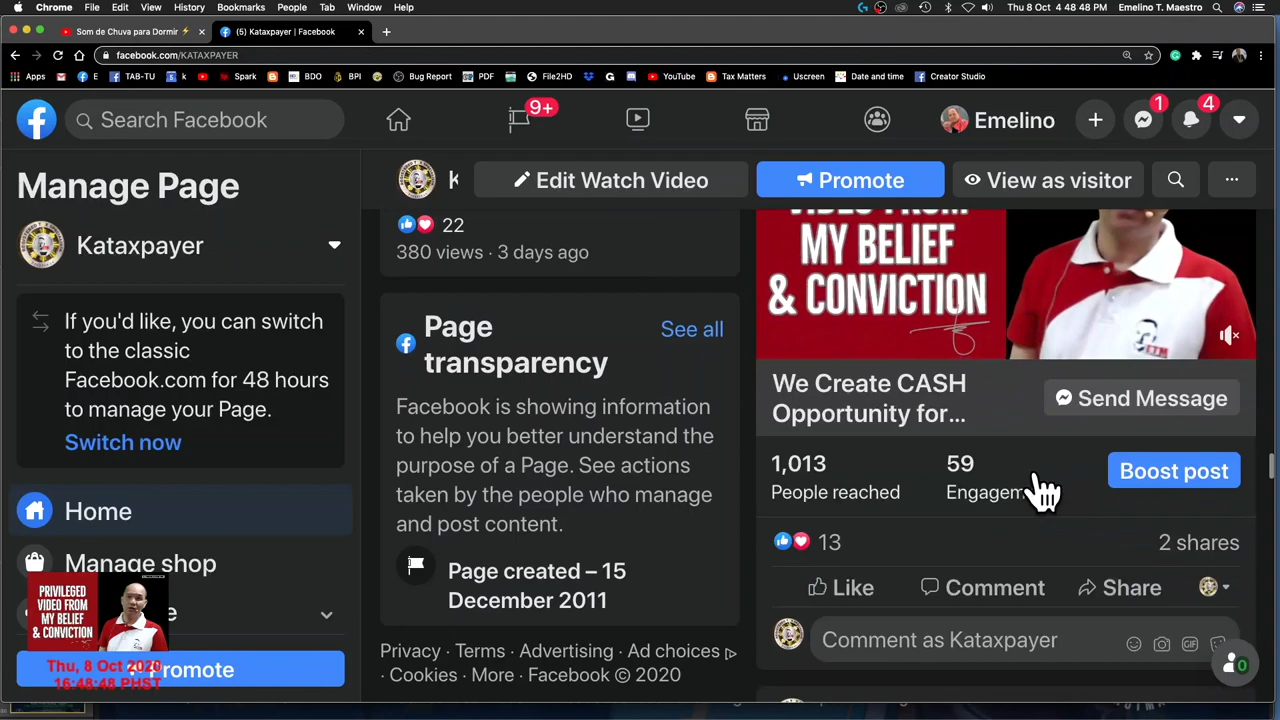 Chrome File Edit View History Bookmarks People Tab Window Help
Thu 8 Oct 4 48 48 PM Emelino T. Maestro
Som de Chuva para Dormir
(5) Kataxpayer | Facebook
facebook.com/KATAXPAYER
Apps E TAB-TU k Spark BDO BPI Bug Report PDF File2HD YouTube Tax Matters Uscreen Date and time Creator Studio
Search Facebook
9+
Emelino
1
4
Manage Page
Kataxpayer
If you'd like, you can switch
to the classic
Facebook.com for 48 hours
to manage your Page.
Switch now
Home
Manage shop
Promote
PRIVILEGED
VIDEO FROM
MY BELIEF
& CONVICTION
Thu, 8 Oct 2020
16:48:48 PHST
K
Edit Watch Video
Promote
View as visitor
22
380 views · 3 days ago
Page
transparency
See all
Facebook is showing information
to help you better understand the
purpose of a Page. See actions
taken by the people who manage
and post content.
Page created – 15
December 2011
Privacy · Terms · Advertising · Ad choices
· Cookies · More · Facebook © 2020
VIDEO FROM
MY BELIEF
& CONVICTION
We Create CASH
Opportunity for...
Send Message
1,013
People reached
59
Engagem
Boost post
13
2 shares
Like
Comment
Share
Comment as Kataxpayer
GIF
0